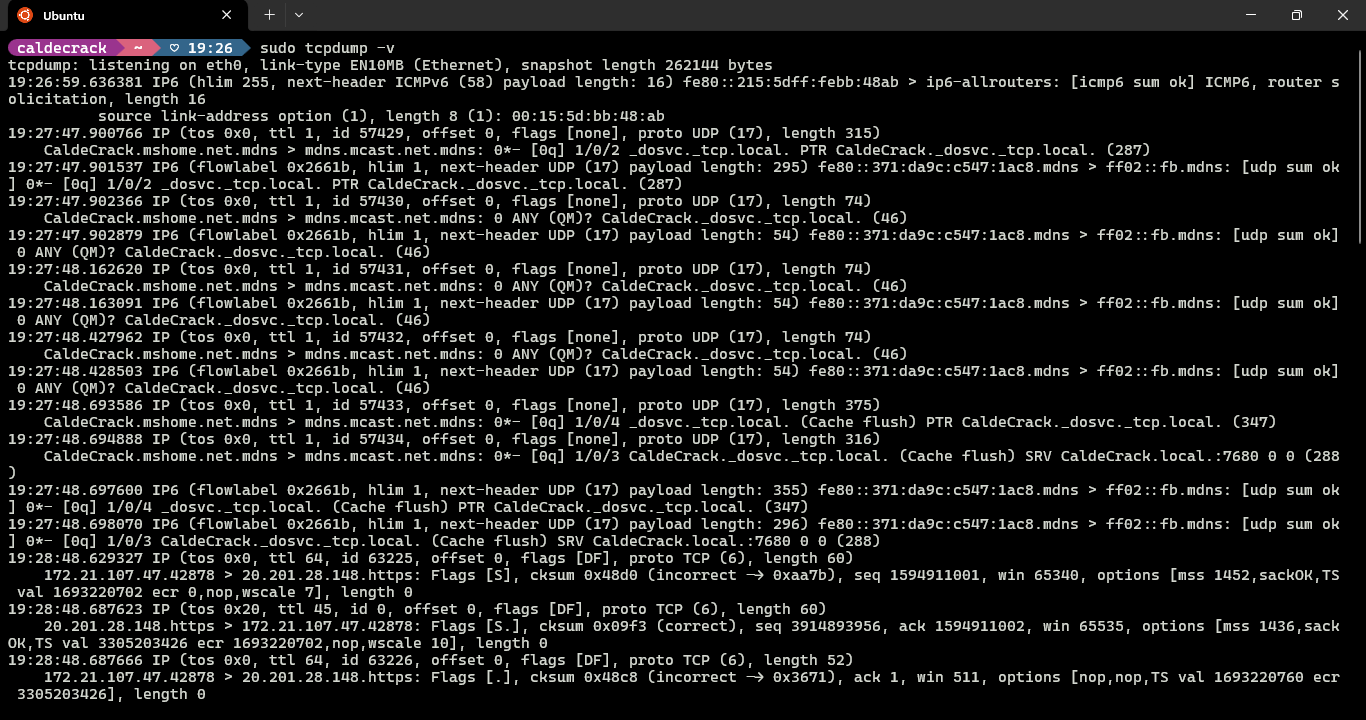 Ubuntu
caldecrack ~ ♡ 19:26 sudo tcpdump -v
tcpdump: listening on eth0, link-type EN10MB (Ethernet), snapshot length 262144 bytes
19:26:59.636381 IP6 (hlim 255, next-header ICMPv6 (58) payload length: 16) fe80::215:5dff:febb:48ab > ip6-allrouters: [icmp6 sum ok] ICMP6, router s
olicitation, length 16
source link-address option (1), length 8 (1): 00:15:5d:bb:48:ab
19:27:47.900766 IP (tos 0x0, ttl 1, id 57429, offset 0, flags [none], proto UDP (17), length 315)
CaldeCrack.mshome.net.mdns > mdns.mcast.net.mdns: 0*- [0q] 1/0/2 _dosvc._tcp.local. PTR CaldeCrack._dosvc._tcp.local. (287)
19:27:47.901537 IP6 (flowlabel 0x2661b, hlim 1, next-header UDP (17) payload length: 295) fe80::371:da9c:c547:1ac8.mdns > ff02::fb.mdns: [udp sum ok
] 0*- [0q] 1/0/2 _dosvc._tcp.local. PTR CaldeCrack._dosvc._tcp.local. (287)
19:27:47.902366 IP (tos 0x0, ttl 1, id 57430, offset 0, flags [none], proto UDP (17), length 74)
CaldeCrack.mshome.net.mdns > mdns.mcast.net.mdns: 0 ANY (QM)? CaldeCrack._dosvc._tcp.local. (46)
19:27:47.902879 IP6 (flowlabel 0x2661b, hlim 1, next-header UDP (17) payload length: 54) fe80::371:da9c:c547:1ac8.mdns > ff02::fb.mdns: [udp sum ok]
0 ANY (QM)? CaldeCrack._dosvc._tcp.local. (46)
19:27:48.162620 IP (tos 0x0, ttl 1, id 57431, offset 0, flags [none], proto UDP (17), length 74)
CaldeCrack.mshome.net.mdns > mdns.mcast.net.mdns: 0 ANY (QM)? CaldeCrack._dosvc._tcp.local. (46)
19:27:48.163091 IP6 (flowlabel 0x2661b, hlim 1, next-header UDP (17) payload length: 54) fe80::371:da9c:c547:1ac8.mdns > ff02::fb.mdns: [udp sum ok]
0 ANY (QM)? CaldeCrack._dosvc._tcp.local. (46)
19:27:48.427962 IP (tos 0x0, ttl 1, id 57432, offset 0, flags [none], proto UDP (17), length 74)
CaldeCrack.mshome.net.mdns > mdns.mcast.net.mdns: 0 ANY (QM)? CaldeCrack._dosvc._tcp.local. (46)
19:27:48.428503 IP6 (flowlabel 0x2661b, hlim 1, next-header UDP (17) payload length: 54) fe80::371:da9c:c547:1ac8.mdns > ff02::fb.mdns: [udp sum ok]
0 ANY (QM)? CaldeCrack._dosvc._tcp.local. (46)
19:27:48.693586 IP (tos 0x0, ttl 1, id 57433, offset 0, flags [none], proto UDP (17), length 375)
CaldeCrack.mshome.net.mdns > mdns.mcast.net.mdns: 0*- [0q] 1/0/4 _dosvc._tcp.local. (Cache flush) PTR CaldeCrack._dosvc._tcp.local. (347)
19:27:48.694888 IP (tos 0x0, ttl 1, id 57434, offset 0, flags [none], proto UDP (17), length 316)
CaldeCrack.mshome.net.mdns > mdns.mcast.net.mdns: 0*- [0q] 1/0/3 CaldeCrack._dosvc._tcp.local. (Cache flush) SRV CaldeCrack.local.:7680 0 0 (288
)
19:27:48.697600 IP6 (flowlabel 0x2661b, hlim 1, next-header UDP (17) payload length: 355) fe80::371:da9c:c547:1ac8.mdns > ff02::fb.mdns: [udp sum ok
] 0*- [0q] 1/0/4 _dosvc._tcp.local. (Cache flush) PTR CaldeCrack._dosvc._tcp.local. (347)
19:27:48.698070 IP6 (flowlabel 0x2661b, hlim 1, next-header UDP (17) payload length: 296) fe80::371:da9c:c547:1ac8.mdns > ff02::fb.mdns: [udp sum ok
] 0*- [0q] 1/0/3 CaldeCrack._dosvc._tcp.local. (Cache flush) SRV CaldeCrack.local.:7680 0 0 (288)
19:28:48.629327 IP (tos 0x0, ttl 64, id 63225, offset 0, flags [DF], proto TCP (6), length 60)
172.21.107.47.42878 > 20.201.28.148.https: Flags [S], cksum 0x48d0 (incorrect -> 0xaa7b), seq 1594911001, win 65340, options [mss 1452,sackOK,TS
val 1693220702 ecr 0,nop,wscale 7], length 0
19:28:48.687623 IP (tos 0x20, ttl 45, id 0, offset 0, flags [DF], proto TCP (6), length 60)
20.201.28.148.https > 172.21.107.47.42878: Flags [S.], cksum 0x09f3 (correct), seq 3914893956, ack 1594911002, win 65535, options [mss 1436,sack
OK,TS val 3305203426 ecr 1693220702,nop,wscale 10], length 0
19:28:48.687666 IP (tos 0x0, ttl 64, id 63226, offset 0, flags [DF], proto TCP (6), length 52)
172.21.107.47.42878 > 20.201.28.148.https: Flags [.], cksum 0x48c8 (incorrect -> 0x3671), ack 1, win 511, options [nop,nop,TS val 1693220760 ecr
3305203426], length 0